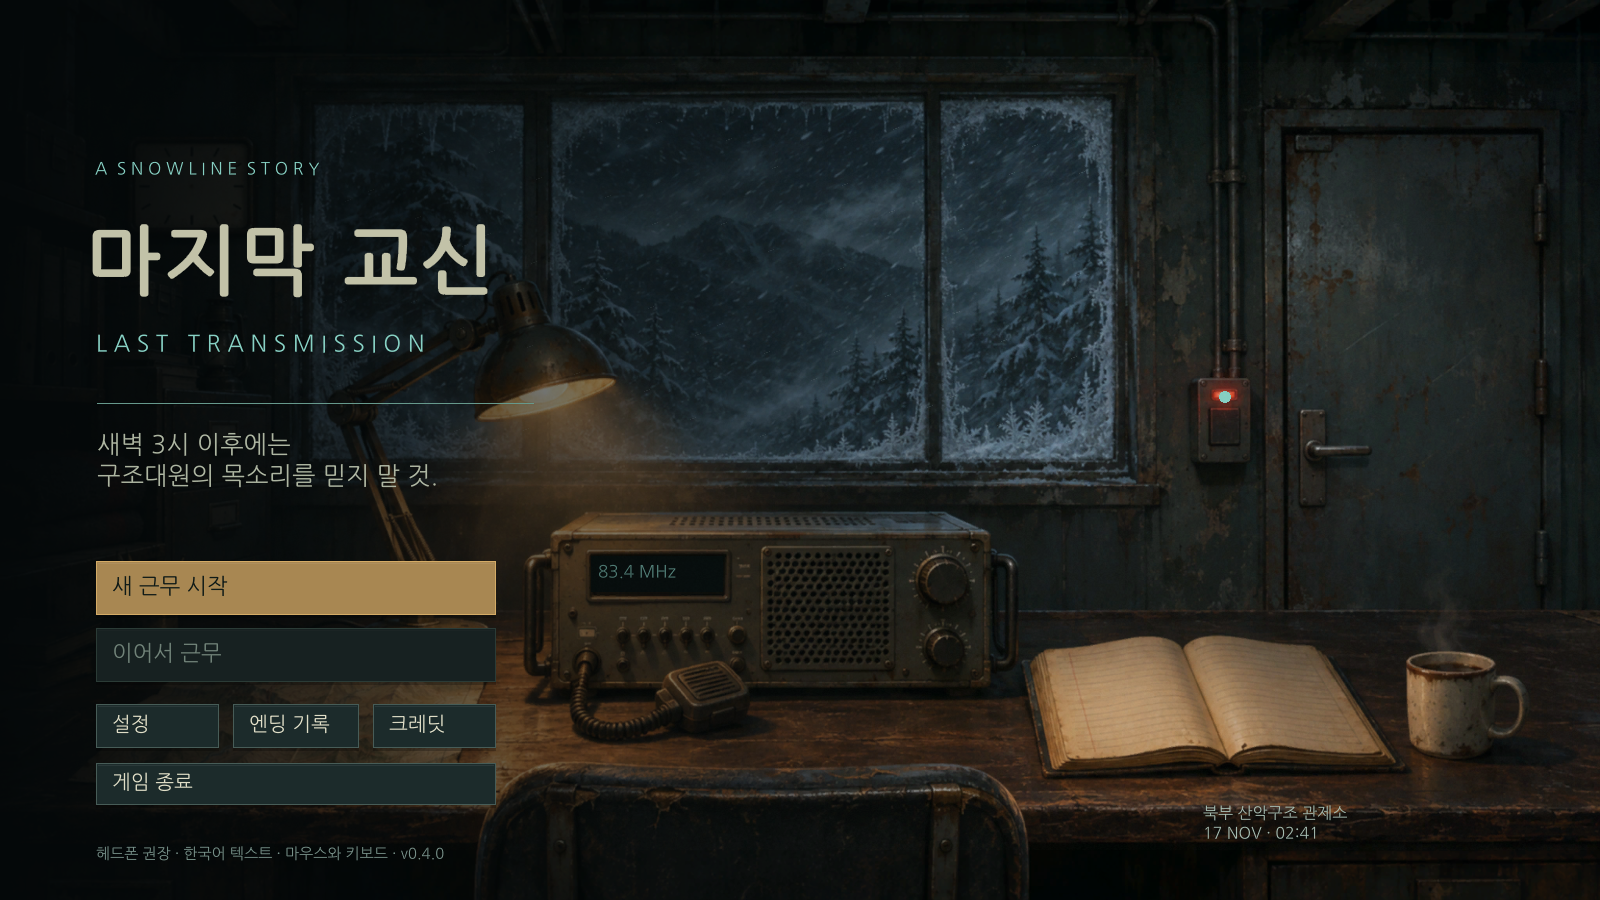 A SNOWLINE STORY
마지막 교신
LAST TRANSMISSION
새벽 3시 이후에는
구조대원의 목소리를 믿지 말 것.
새 근무 시작
이어서 근무
설정
엔딩 기록
크레딧
게임 종료
헤드폰 권장 · 한국어 텍스트 · 마우스와 키보드 · v0.4.0
83.4 MHz
북부 산악구조 관제소
17 NOV · 02:41